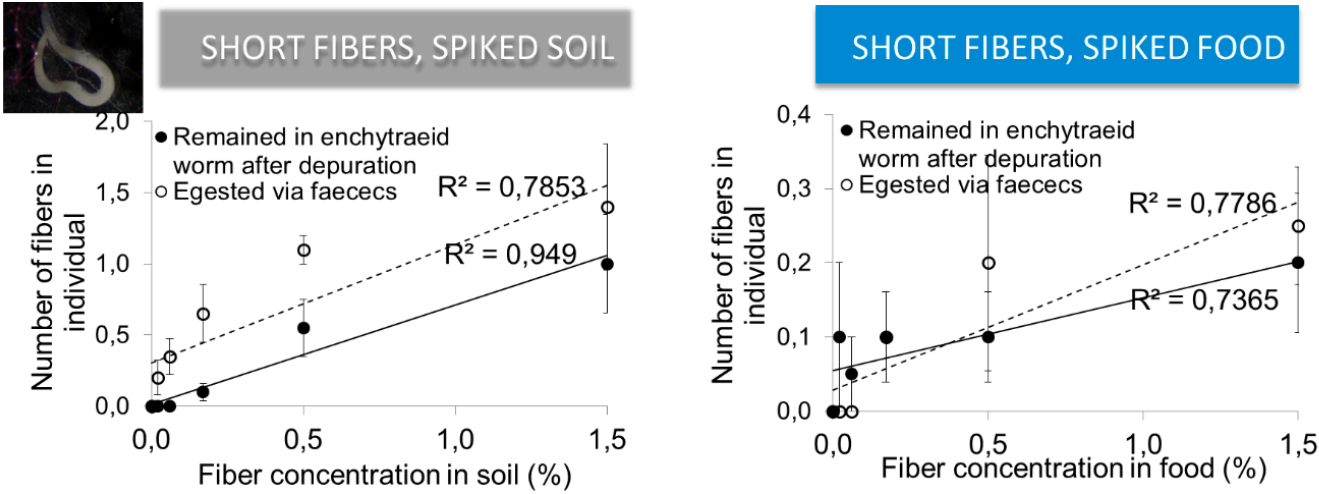 SHORT FIBERS, SPIKED SOIL
Number of fibers in
individual
2,0
1,5
1,0
0,5
0,0
Remained in enchytraeid
worm after depuration
Egested via faececs
R² = 0,7853
R² = 0,949
0,0 0,5 1,0 1,5
Fiber concentration in soil (%)
SHORT FIBERS, SPIKED FOOD
Number of fibers in
individual
0,4
0,3
0,2
0,1
0,0
Remained in enchytraeid
worm after depuration
Egested via faececs
R² = 0,7786
R² = 0,7365
0,0 0,5 1,0 1,5
Fiber concentration in food (%)